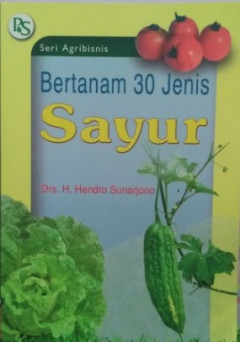 PS
Seri Agribisnis
Bertanam 30 Jenis
Sayur
Drs. H. Hendro Sunarjono